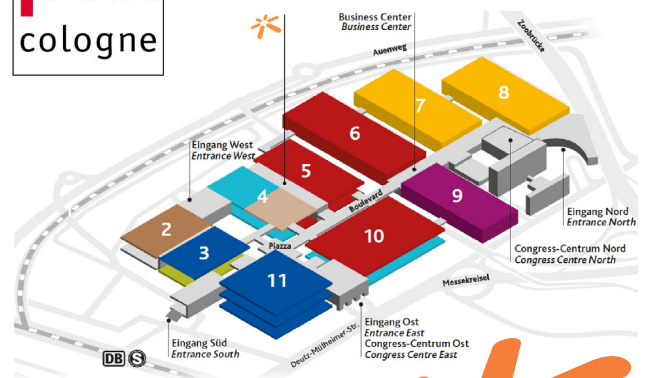 cologne
Business Center
Business Center
Auenweg
Zoobrücke
8
7
6
Eingang West
Entrance West
5
4
Boulevard
9
Eingang Nord
Entrance North
2
3
Piazza
10
Congress-Centrum Nord
Congress Centre North
11
Messekreisel
Eingang Süd
Entrance South
Deutz-Mülheimer-Str.
Eingang Ost
Entrance East
Congress-Centrum Ost
Congress Centre East
DB S